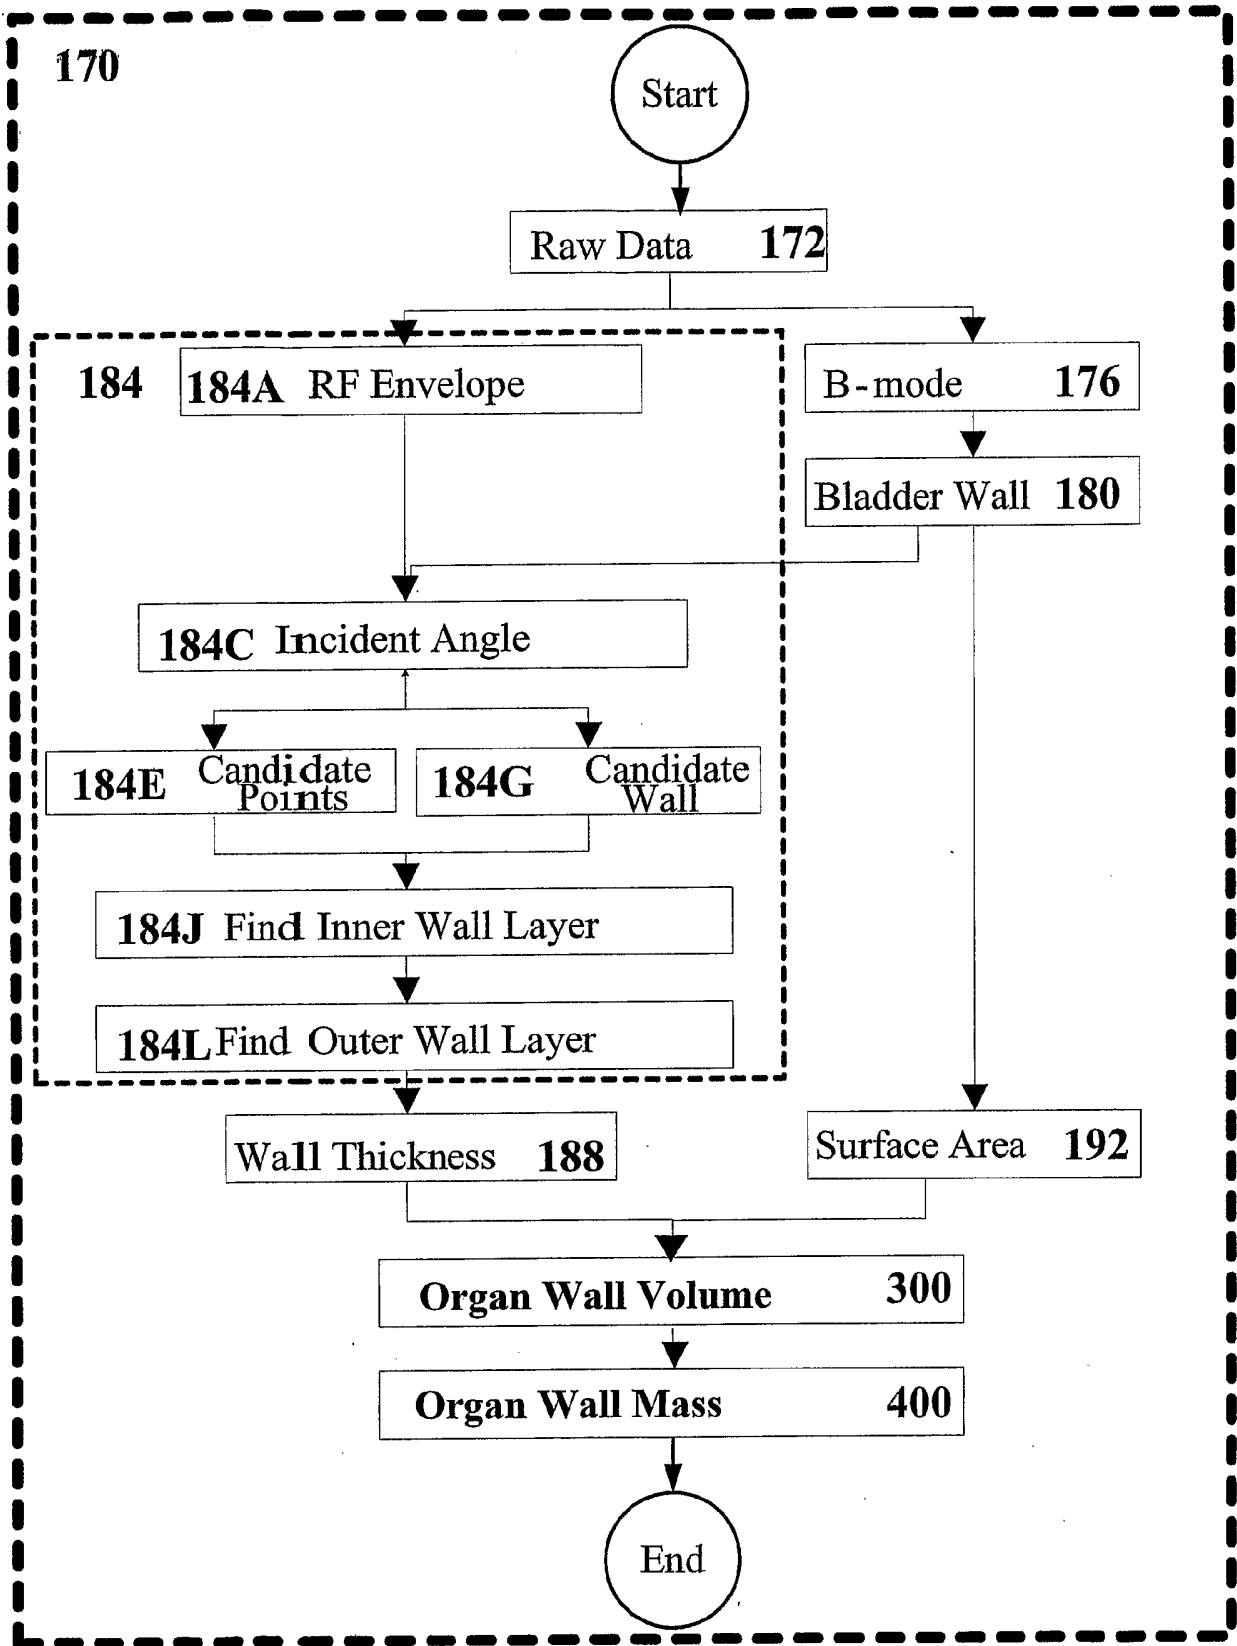 170
Start
Raw Data 172
184
184A RF Envelope
B-mode 176
Bladder Wall 180
184C Incident Angle
184E Candidate
Points
184G Candidate
Wall
184J Find Inner Wall Layer
184L Find Outer Wall Layer
Wall Thickness 188
Surface Area 192
Organ Wall Volume 300
Organ Wall Mass 400
End